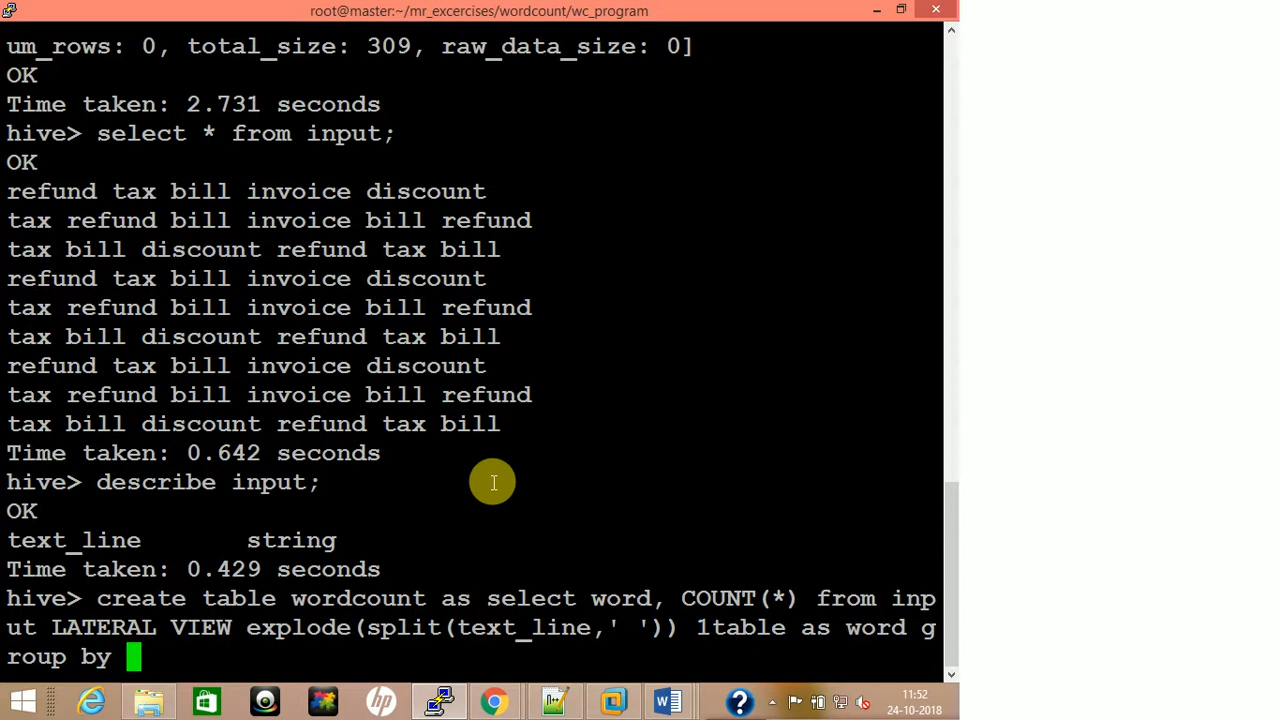 root@master:~/mr_excercises/wordcount/wc_program
um_rows: 0, total_size: 309, raw_data_size: 0]
OK
Time taken: 2.731 seconds
hive> select * from input;
OK
refund tax bill invoice discount
tax refund bill invoice bill refund
tax bill discount refund tax bill
refund tax bill invoice discount
tax refund bill invoice bill refund
tax bill discount refund tax bill
refund tax bill invoice discount
tax refund bill invoice bill refund
tax bill discount refund tax bill
Time taken: 0.642 seconds
hive> describe input;
OK
text_line string
Time taken: 0.429 seconds
hive> create table wordcount as select word, COUNT(*) from inp
ut LATERAL VIEW explode(split(text_line,' ')) 1table as word g
roup by
11:52
24-10-2018